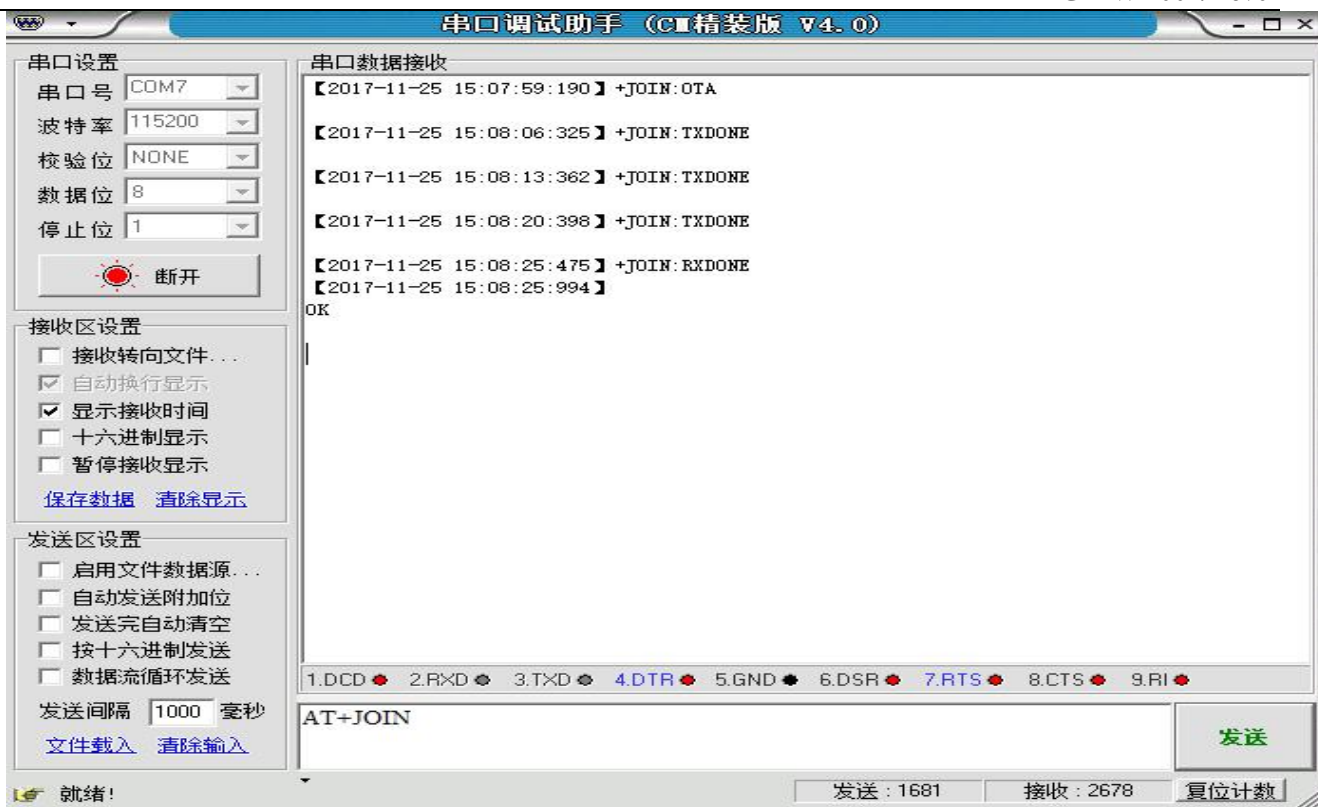 串口调试助手 (CM精装版 V4.0)
串口设置
串口号 COM7
波特率 115200
校验位 NONE
数据位 8
停止位 1
断开
接收区设置
接收转向文件...
自动换行显示
显示接收时间
十六进制显示
暂停接收显示
保存数据 清除显示
发送区设置
启用文件数据源...
自动发送附加位
发送完自动清空
按十六进制发送
数据流循环发送
发送间隔 1000 毫秒
文件载入 清除输入
串口数据接收
【2017-11-25 15:07:59:190】+JOIN:OTA
【2017-11-25 15:08:06:325】+JOIN:TXDONE
【2017-11-25 15:08:13:362】+JOIN:TXDONE
【2017-11-25 15:08:20:398】+JOIN:TXDONE
【2017-11-25 15:08:25:475】+JOIN:RXDONE
【2017-11-25 15:08:25:994】
OK
1.DCD 2.RXD 3.TXD 4.DTR 5.GND 6.DSR 7.RTS 8.CTS 9.RI
AT+JOIN
发送
就绪! 发送:1681 接收:2678 复位计数